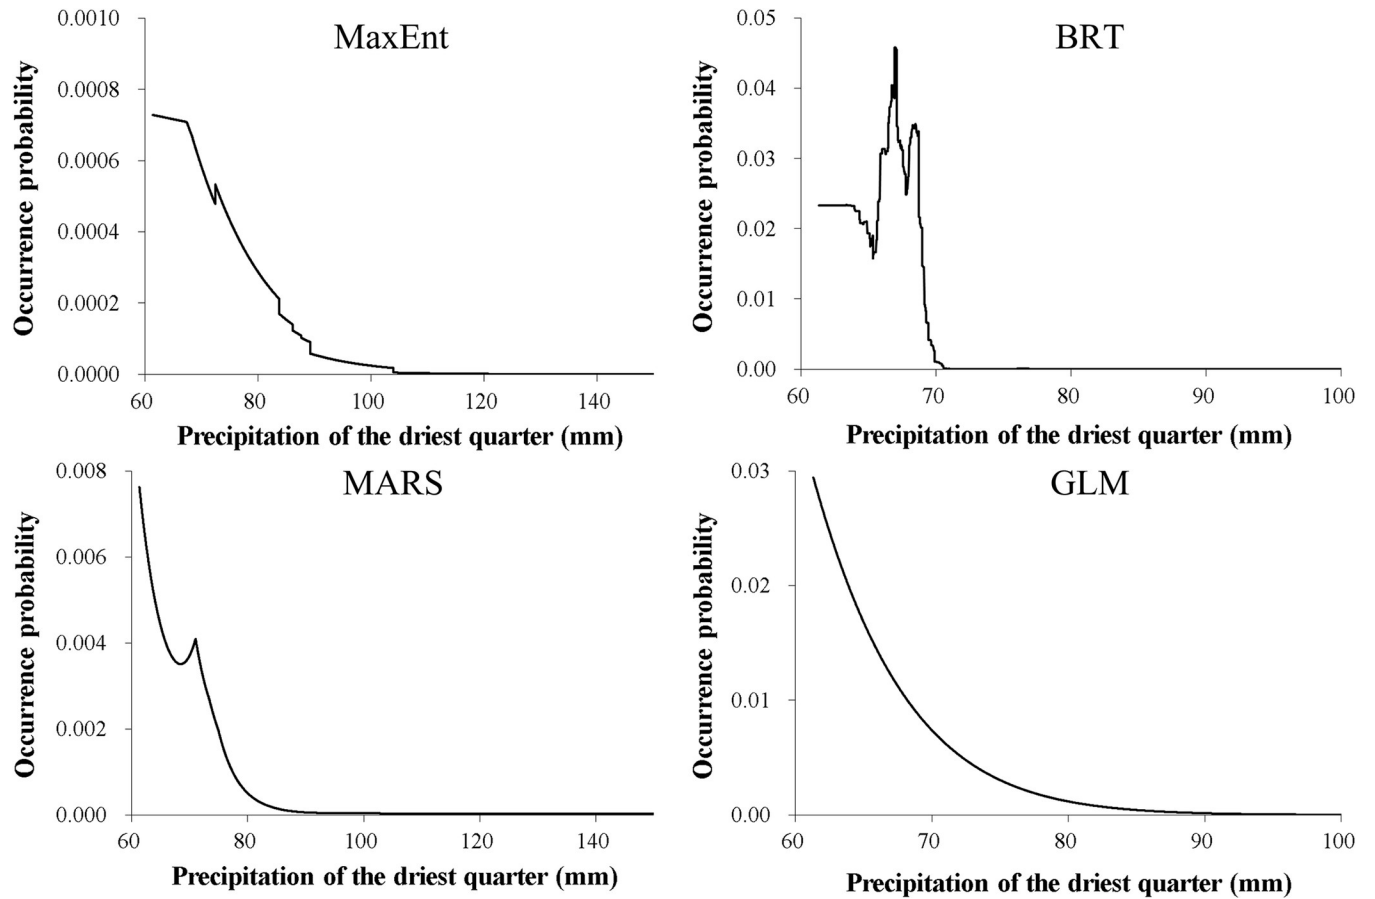 MaxEnt
Occurrence probability
0.0010
0.0008
0.0006
0.0004
0.0002
0.0000
60 80 100 120 140
Precipitation of the driest quarter (mm)
BRT
Occurrence probability
0.05
0.04
0.03
0.02
0.01
0.00
60 70 80 90 100
Precipitation of the driest quarter (mm)
MARS
Occurrence probability
0.008
0.006
0.004
0.002
0.000
60 80 100 120 140
Precipitation of the driest quarter (mm)
GLM
Occurrence probability
0.03
0.02
0.01
0.00
60 70 80 90 100
Precipitation of the driest quarter (mm)